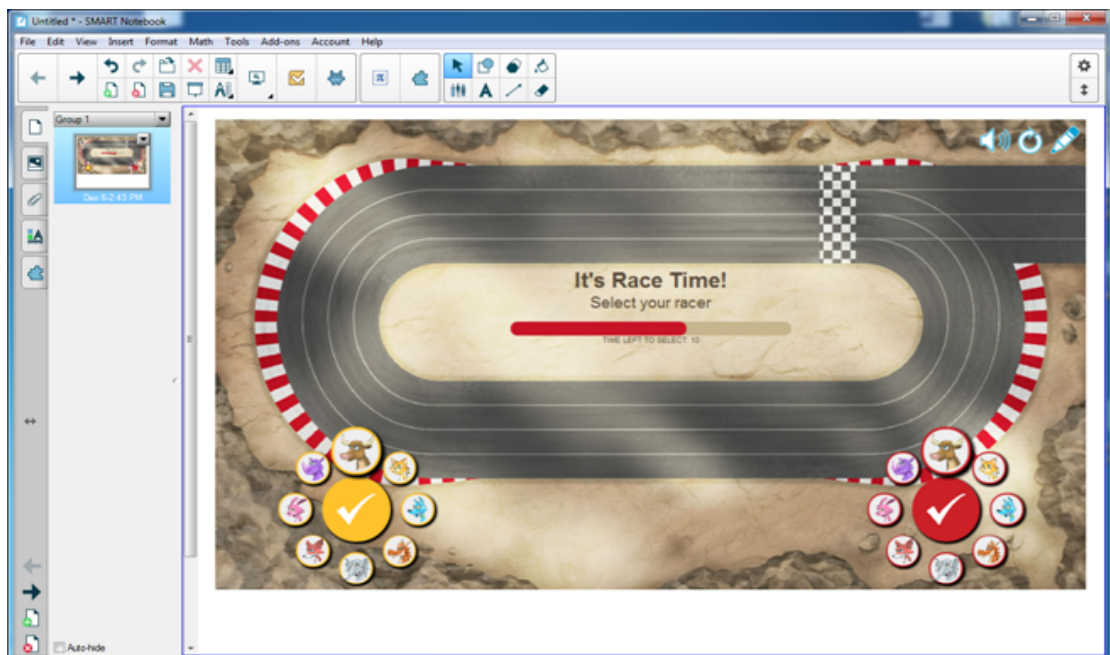 Untitled * - SMART Notebook
File Edit View Insert Format Math Tools Add-ons Account Help
Group 1
Dec 6-2:43 PM
It's Race Time!
Select your racer
TIME LEFT TO SELECT: 10
Auto-hide